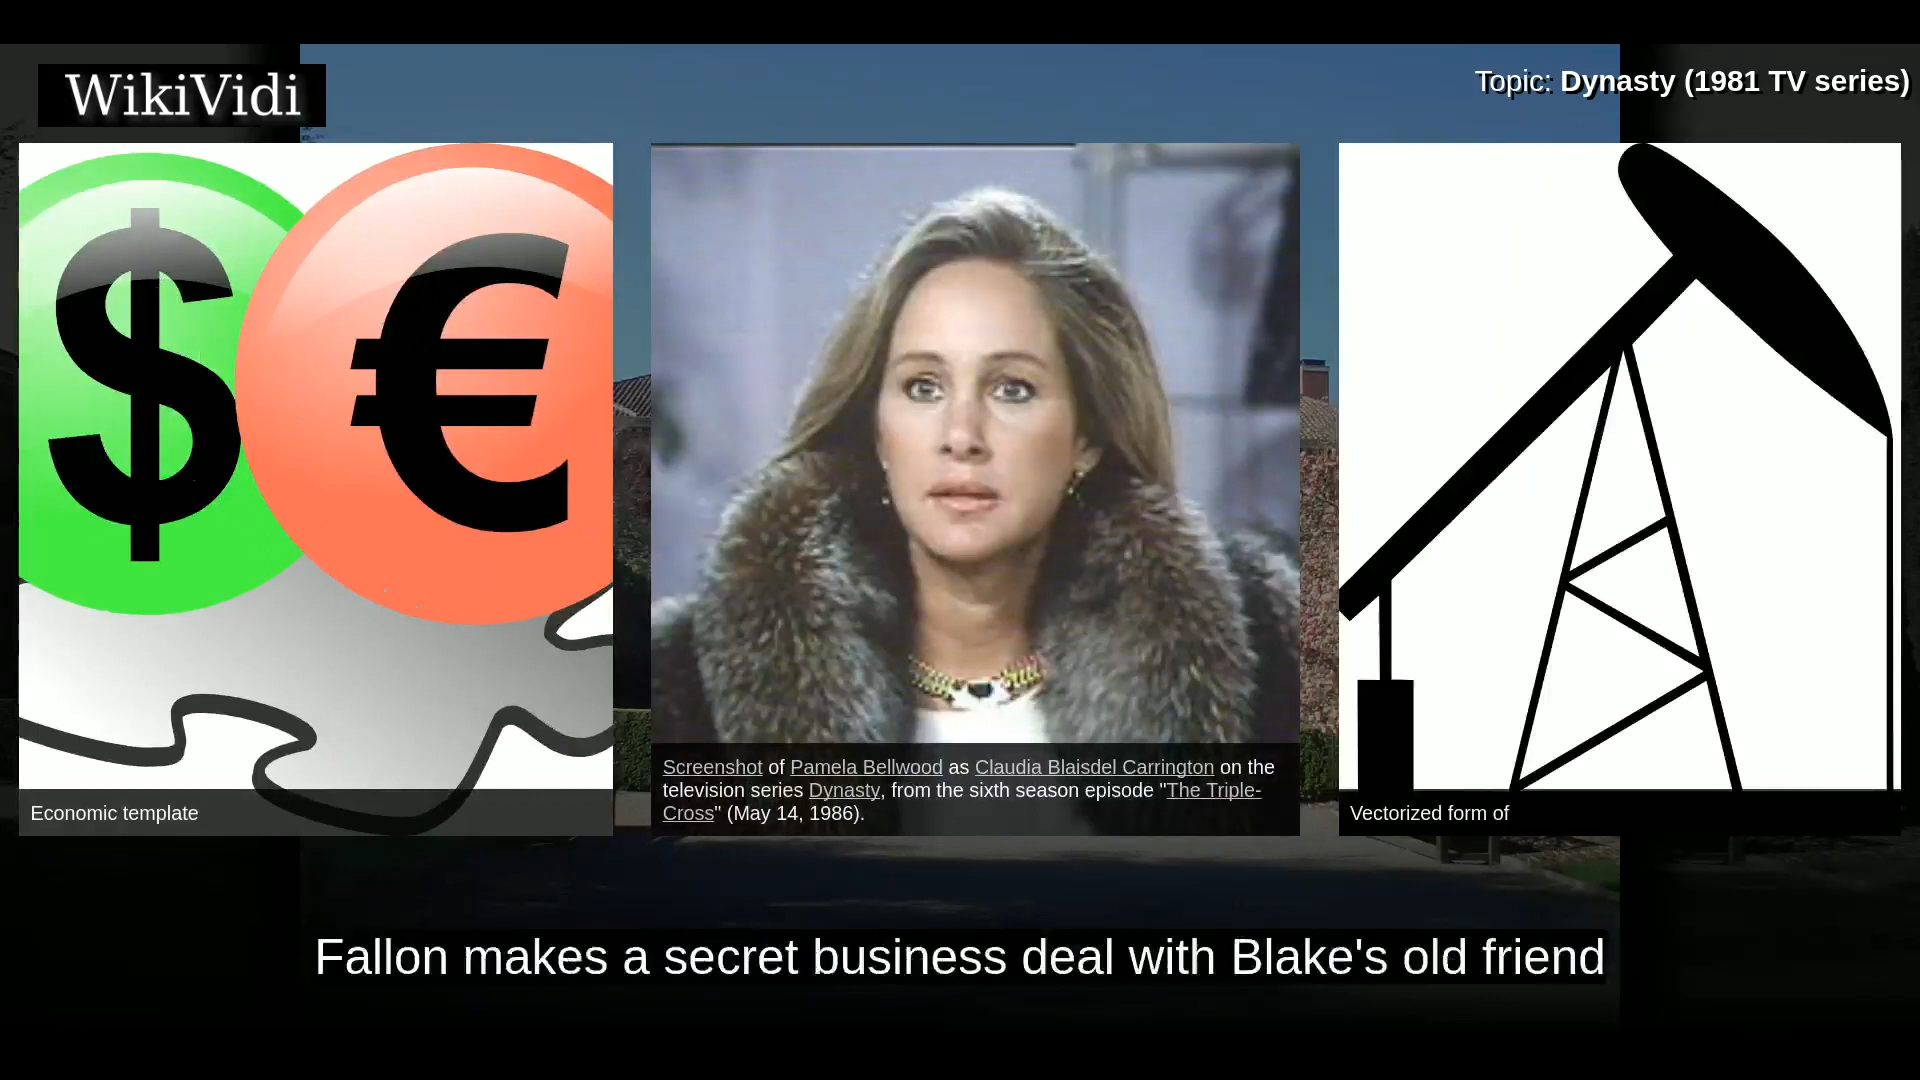 WikiVidi
Topic: Dynasty (1981 TV series)
$ €
Economic template
Screenshot of Pamela Bellwood as Claudia Blaisdel Carrington on the
television series Dynasty, from the sixth season episode "The Triple-
Cross" (May 14, 1986).
Vectorized form of
Fallon makes a secret business deal with Blake's old friend